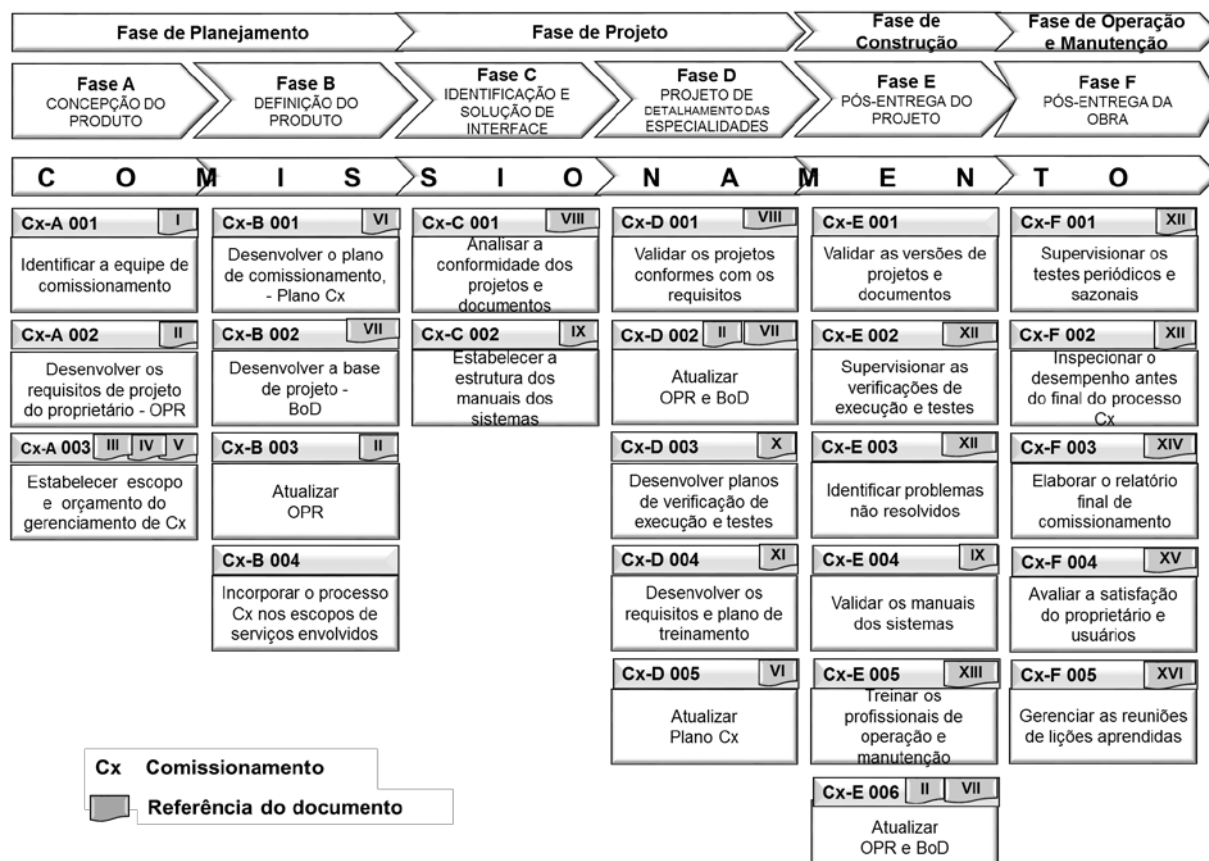 Fase de Planejamento
Fase de Projeto
Fase de
Construção
Fase de Operação
e Manutenção
Fase A
CONCEPÇÃO DO
PRODUTO
Fase B
DEFINIÇÃO DO
PRODUTO
Fase C
IDENTIFICAÇÃO E
SOLUÇÃO DE
INTERFACE
Fase D
PROJETO DE
DETALHAMENTO DAS
ESPECIALIDADES
Fase E
PÓS-ENTREGA DO
PROJETO
Fase F
PÓS-ENTREGA DA
OBRA
C O M I S S I O N A M E N T O
Cx-A 001 I
Identificar a equipe de
comissionamento
Cx-A 002 II
Desenvolver os
requisitos de projeto
do proprietário - OPR
Cx-A 003 III IV V
Estabelecer escopo
e orçamento do
gerenciamento de Cx
Cx-B 001 VI
Desenvolver o plano
de comissionamento,
- Plano Cx
Cx-B 002 VII
Desenvolver a base
de projeto -
BoD
Cx-B 003 II
Atualizar
OPR
Cx-B 004
Incorporar o processo
Cx nos escopos de
serviços envolvidos
Cx-C 001 VIII
Analisar a
conformidade dos
projetos e
documentos
Cx-C 002 IX
Estabelecer a
estrutura dos
manuais dos
sistemas
Cx-D 001 VIII
Validar os projetos
conformes com os
requisitos
Cx-D 002 II VII
Atualizar
OPR e BoD
Cx-D 003 X
Desenvolver planos
de verificação de
execução e testes
Cx-D 004 XI
Desenvolver os
requisitos e plano de
treinamento
Cx-D 005 VI
Atualizar
Plano Cx
Cx-E 001
Validar as versões de
projetos e
documentos
Cx-E 002 XII
Supervisionar as
verificações de
execução e testes
Cx-E 003 XII
Identificar problemas
não resolvidos
Cx-E 004 IX
Validar os manuais
dos sistemas
Cx-E 005 XIII
Treinar os
profissionais de
operação e
manutenção
Cx-E 006 II VII
Atualizar
OPR e BoD
Cx-F 001 XII
Supervisionar os
testes periódicos e
sazonais
Cx-F 002 XII
Inspecionar o
desempenho antes
do final do processo
Cx
Cx-F 003 XIV
Elaborar o relatório
final de
comissionamento
Cx-F 004 XV
Avaliar a satisfação
do proprietário e
usuários
Cx-F 005 XVI
Gerenciar as reuniões
de lições aprendidas
Cx Comissionamento
Referência do documento